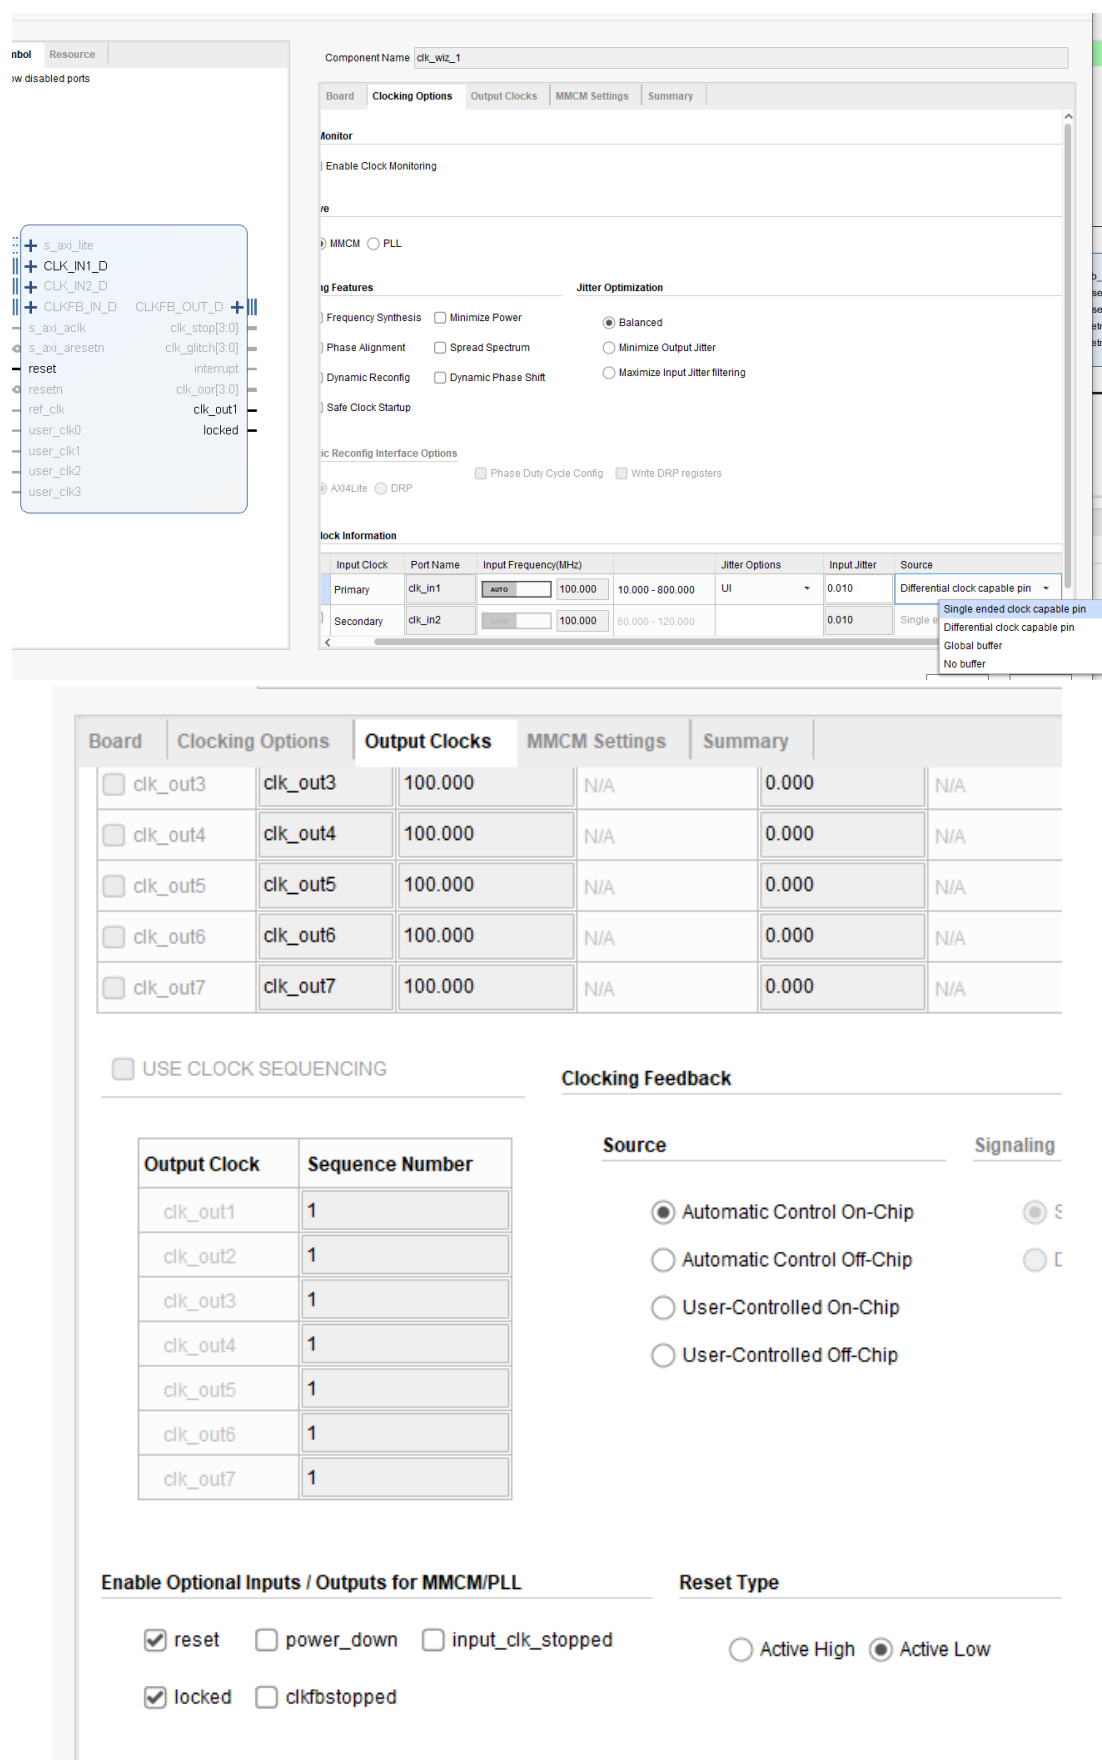 mbol Resource
ow disabled ports
s_axi_lite
CLK_IN1_D
CLK_IN2_D
CLKFB_IN_D CLKFB_OUT_D
s_axi_aclk clk_stop[3:0]
s_axi_aresetn clk_glitch[3:0]
reset interrupt
resetn clk_oor[3:0]
ref_clk clk_out1
user_clk0 locked
user_clk1
user_clk2
user_clk3
Component Name clk_wiz_1
Board Clocking Options Output Clocks MMCM Settings Summary
Monitor
Enable Clock Monitoring
ve
MMCM PLL
ng Features Jitter Optimization
Frequency Synthesis Minimize Power Balanced
Phase Alignment Spread Spectrum Minimize Output Jitter
Dynamic Reconfig Dynamic Phase Shift Maximize Input Jitter filtering
Safe Clock Startup
ic Reconfig Interface Options
Phase Duty Cycle Config Write DRP registers
AXI4Lite DRP
lock Information
Input Clock Port Name Input Frequency(MHz) Jitter Options Input Jitter Source
Primary clk_in1 AUTO 100.000 10.000 - 800.000 UI 0.010 Differential clock capable pin
Secondary clk_in2 AUTO 100.000 60.000 - 120.000 0.010 Single e
Single ended clock capable pin
Differential clock capable pin
Global buffer
No buffer
Board Clocking Options Output Clocks MMCM Settings Summary
clk_out3 clk_out3 100.000 N/A 0.000 N/A
clk_out4 clk_out4 100.000 N/A 0.000 N/A
clk_out5 clk_out5 100.000 N/A 0.000 N/A
clk_out6 clk_out6 100.000 N/A 0.000 N/A
clk_out7 clk_out7 100.000 N/A 0.000 N/A
USE CLOCK SEQUENCING
Output Clock Sequence Number
clk_out1 1
clk_out2 1
clk_out3 1
clk_out4 1
clk_out5 1
clk_out6 1
clk_out7 1
Clocking Feedback
Source Signaling
Automatic Control On-Chip S
Automatic Control Off-Chip D
User-Controlled On-Chip
User-Controlled Off-Chip
Enable Optional Inputs / Outputs for MMCM/PLL Reset Type
reset power_down input_clk_stopped Active High Active Low
locked clkfbstopped